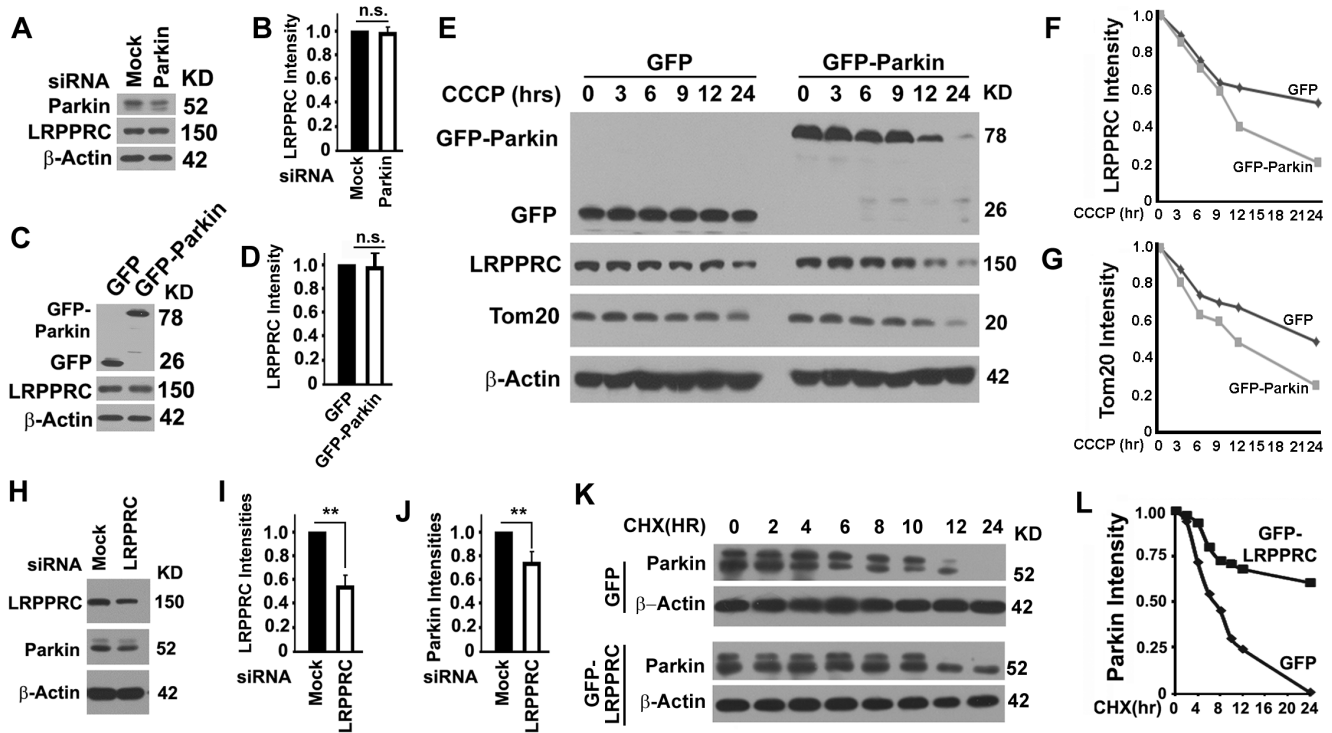 A
siRNA Mock Parkin KD
Parkin 52
LRPPRC 150
β-Actin 42
B
n.s.
LRPPRC Intensity
1.0
0.8
0.6
0.4
0.2
0
siRNA Mock Parkin
C
GFP GFP-Parkin
KD
GFP-
Parkin 78
GFP 26
LRPPRC 150
β-Actin 42
D
n.s.
LRPPRC Intensity
1.0
0.8
0.6
0.4
0.2
0
GFP GFP-Parkin
E
GFP GFP-Parkin
CCCP (hrs) 0 3 6 9 12 24 0 3 6 9 12 24 KD
GFP-Parkin 78
GFP 26
LRPPRC 150
Tom20 20
β-Actin 42
F
LRPPRC Intensity
1.0
0.8
0.6
0.4
0.2
0
GFP
GFP-Parkin
CCCP (hr) 0 3 6 9 12 15 18 21 24
G
Tom20 Intensity
1.0
0.8
0.6
0.4
0.2
0
GFP
GFP-Parkin
CCCP (hr) 0 3 6 9 12 15 18 21 24
H
siRNA Mock LRPPRC
KD
LRPPRC 150
Parkin 52
β-Actin 42
I
**
LRPPRC Intensities
1.0
0.8
0.6
0.4
0.2
0
siRNA Mock LRPPRC
J
**
Parkin Intensities
1.0
0.8
0.6
0.4
0.2
0
siRNA Mock LRPPRC
K
CHX(HR) 0 2 4 6 8 10 12 24 KD
GFP
Parkin 52
β–Actin 42
GFP-
LRPPRC
Parkin 52
β-Actin 42
L
Parkin Intensity
1.00
0.75
0.50
0.25
0
GFP-
LRPPRC
GFP
CHX(hr) 0 4 8 12 16 20 24